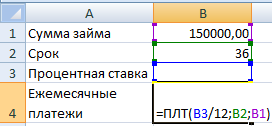 A B
1 Сумма займа 150000,00
2 Срок 36
3 Процентная ставка
Ежемесячные
4 платежи =ПЛТ(B3/12;B2;B1)